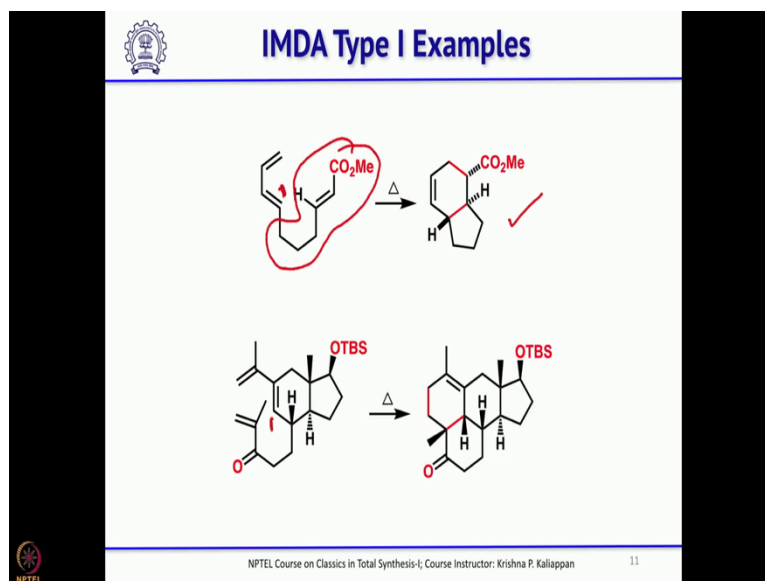 IMDA Type I Examples
CO₂Me
H
Δ
CO₂Me
H
H
OTBS
H
H
O
Δ
OTBS
H
H
H
O
NPTEL Course on Classics in Total Synthesis-I; Course Instructor: Krishna P. Kaliappan
11
NPTEL